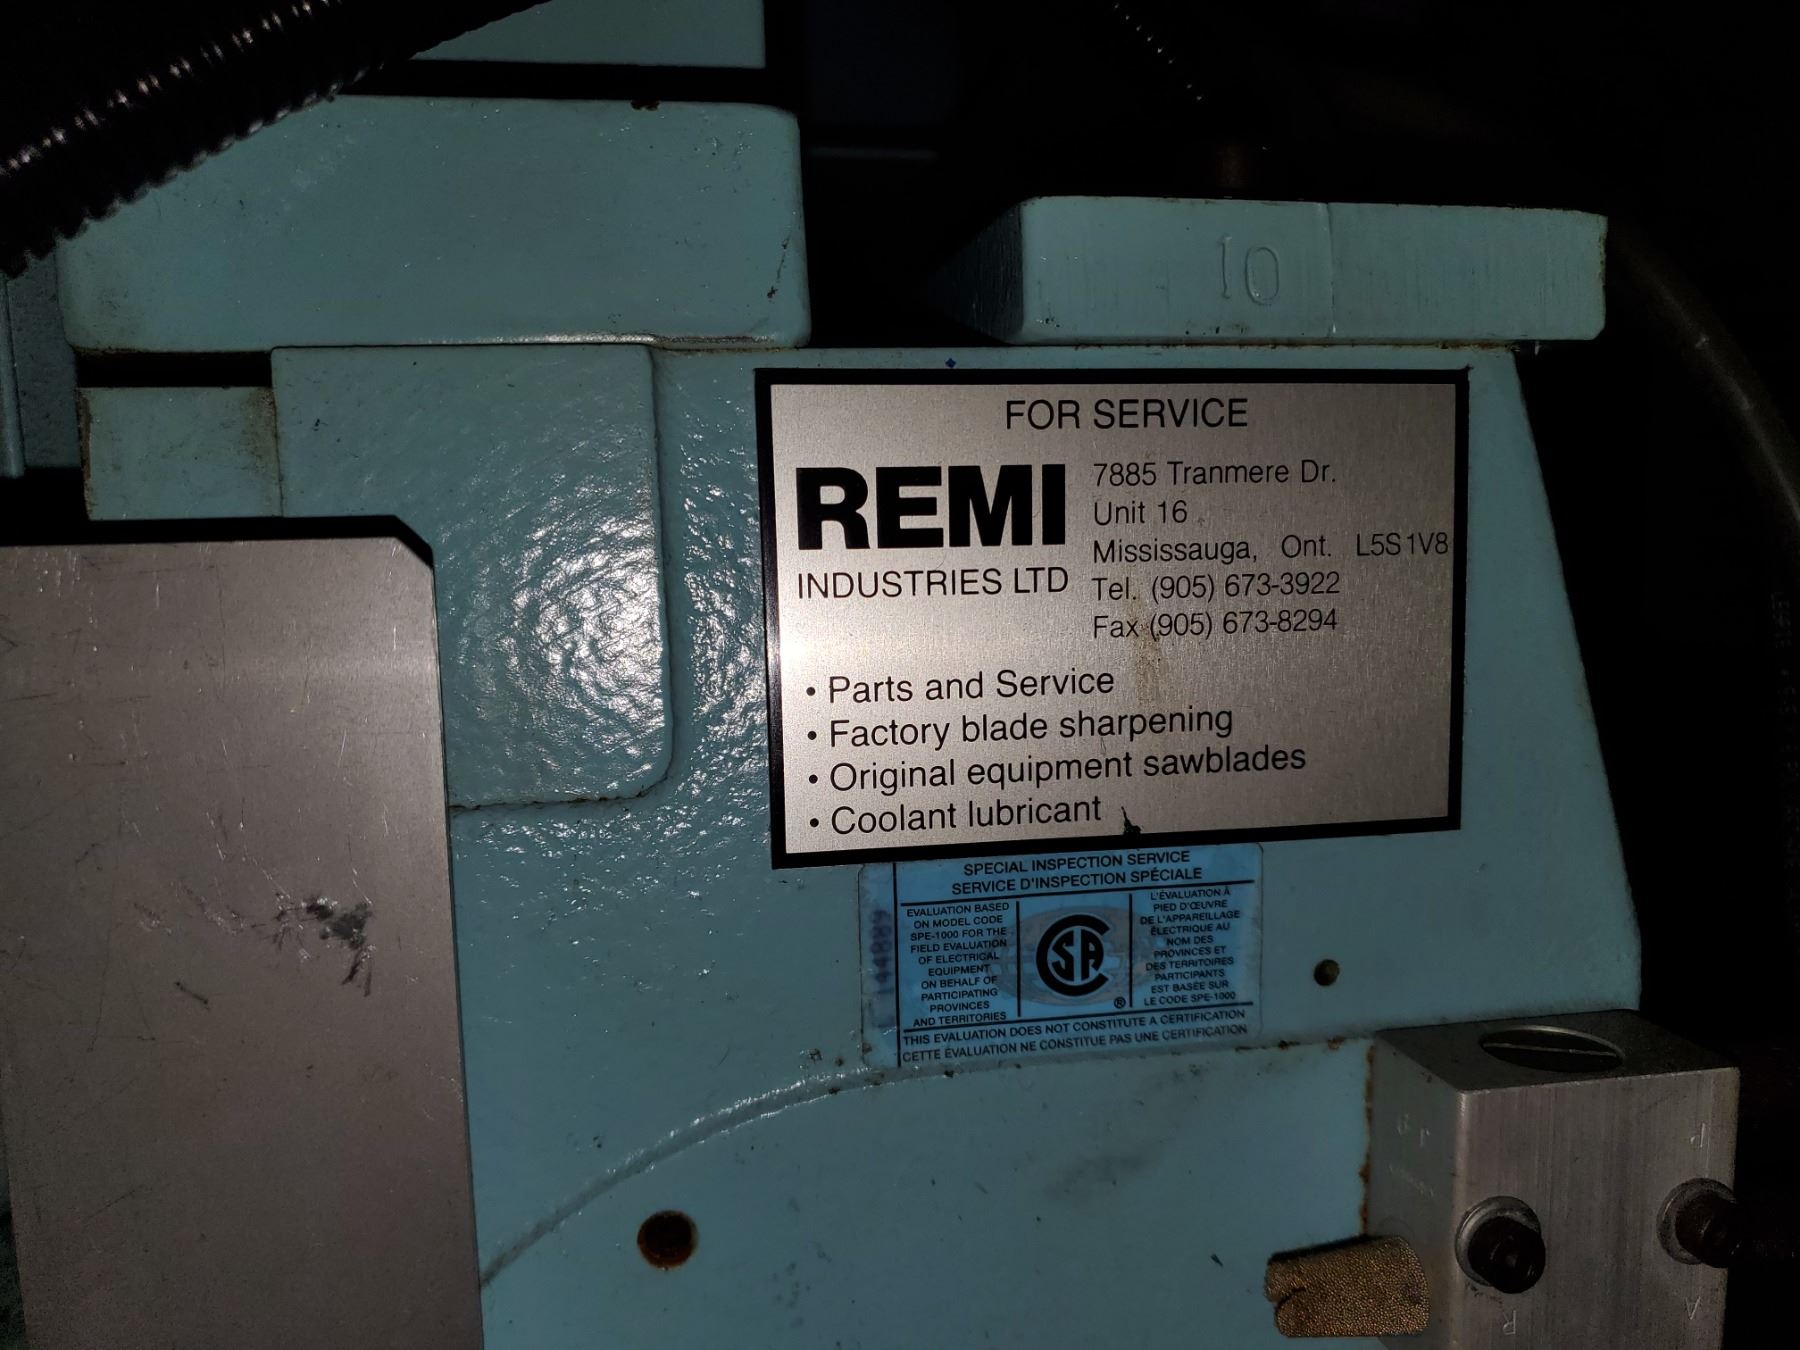 10
FOR SERVICE
REMI
INDUSTRIES LTD
7885 Tranmere Dr.
Unit 16
Mississauga, Ont. L5S1V8
Tel. (905) 673-3922
Fax (905) 673-8294
• Parts and Service
• Factory blade sharpening
• Original equipment sawblades
• Coolant lubricant
SPECIAL INSPECTION SERVICE
SERVICE D'INSPECTION SPÉCIALE
EVALUATION BASED
ON MODEL CODE
SPE-1000 FOR THE
FIELD EVALUATION
OF ELECTRICAL
EQUIPMENT
ON BEHALF OF
PARTICIPATING
PROVINCES
AND TERRITORIES
CSA
®
L'ÉVALUATION À
PIED D'ŒUVRE
DE L'APPAREILLAGE
ÉLECTRIQUE AU
NOM DES
PROVINCES ET
DES TERRITOIRES
PARTICIPANTS
EST BASÉE SUR
LE CODE SPE-1000
THIS EVALUATION DOES NOT CONSTITUTE A CERTIFICATION
CETTE ÉVALUATION NE CONSTITUE PAS UNE CERTIFICATION
P
R
A